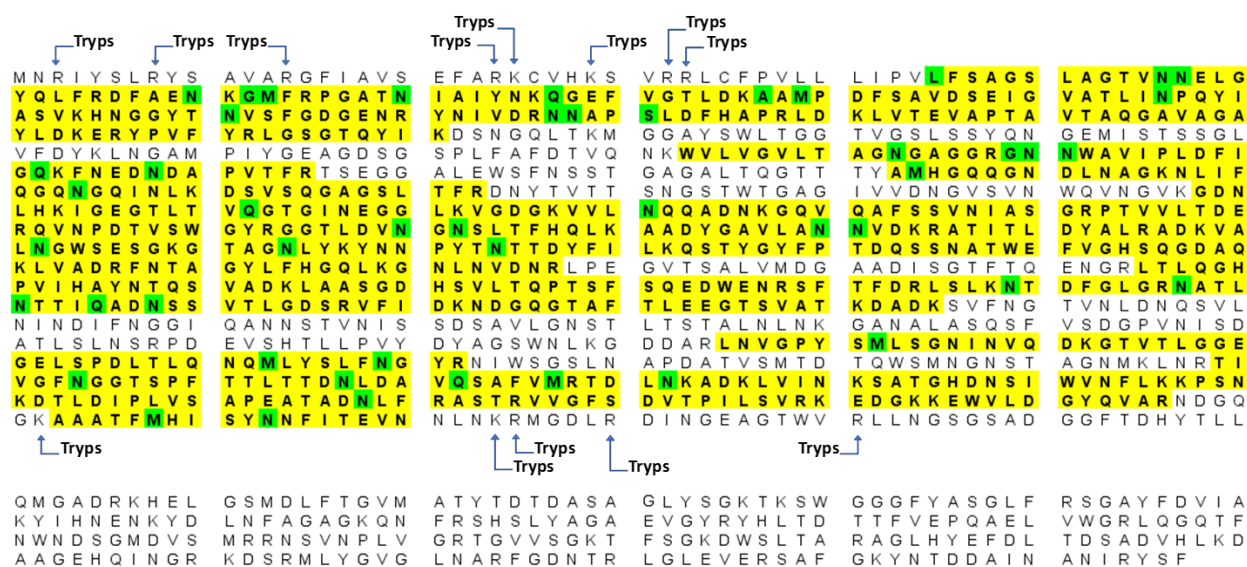 Tryps
Tryps Tryps Tryps Tryps Tryps Tryps
MNRIYSLRYS AVARGFIAVS EFARKCVHKS VRRLCFPVLL LIPVLFSAGS LAGTVNNELG
YQLFRDFAEN KGMFRPGATN IAIYNKQGEF VGTLDKAAMP DFSAVDSEIG VATLINPQYI
ASVKHNGGYT NVSFGDGENR YNIVDRNNAP SLDFHAPRLD KLVTEVAPTA VTAQGAVAGA
YLDKERYPVF YRLGSGTQYI KDSNGQLTKM GGAYSWLTGG TVGSLSSYQN GEMISTSSGL
VFDYKLNGAM PIYGEAGDSG SPLFAFDTVQ NKWVLVGVLT AGNGAGGRGN NWAVIPLDFI
GQKFNEDNDA PVTFRTSEGG ALEWSFNSST GAGALTQGTT TYAMHGQQGN DLNAGKNLIF
QGQNGQINLK DSVSQGAGSL TFRDNYTVTT SNGSTWTGAG IVVDNGVSVN WQVNGVKGDN
LHKIGEGTLT VQGTGINEGG LKVGDGKVVL NQQADNKGQV QAFSSVNIAS GRPTVVLTDE
RQVNPDTVSW GYRGGTLDVN GNSLTFHQLK AADYGAVLAN NVDKRATITL DYALRADKVA
LNGWSESGKG TAGNLYKYNN PYTNTTDYFI LKQSTYGYFP TDQSSNATWE FVGHSQGDAQ
KLVADRFNTA GYLFHGQLKG NLNVDNRLPE GVTSALVMDG AADISGTFTQ ENGRLTLQGH
PVIHAYNTQS VADKLAASGD HSVLTQPTSF SQEDWENRSF TFDRLSLKNT DFGLGRNATL
NTTIQADNSS VTLGDSRVFI DKNDGQGTAF TLEEGTSVAT KDADKSVFNG TVNLDNQSVL
NINDIFNGGI QANNSTVNIS SDSAVLGNST LTSTALNLNK GANALASQSF VSDGPVNISD
ATLSLNSRPD EVSHTLLPVY DYAGSWNLKG DDARLNVGPY SMLSGNINVQ DKGTVTLGGE
GELSPDLTLQ NQMLYSLFNG YRNIWSGSLN APDATVSMTD TQWSMNGNST AGNMKLNRTI
VGFNGGTSPF TTLTTDNLDA VQSAFVMRTD LNKADKLVIN KSATGHDNSI WVNFLKKPSN
KDTLDIPLVS APEATADNLF RASTRVVGFS DVTPILSVRK EDGKKEWVLD GYQVARNDGQ
GKAAATFMHI SYNNFITEVN NLNKRMGDLR DINGEAGTWV RLLNGSGSAD GGFTDHYTLL
Tryps Tryps Tryps Tryps
Tryps
QMGADRKHEL GSMDLFTGVM ATYTDTDASA GLYSGKTKSW GGGFYASGLF RSGAYFDVIA
KYIHNENKYD LNFAGAGKQN FRSHSLYAGA EVGYRYHLTD TTFVEPQAEL VWGRLQGQTF
NWNDSGMDVS MRRNSVNPLV GRTGVVSGKT FSGKDWSLTA RAGLHYEFDL TDSADVHLKD
AAGEHQINGR KDSRMLYGVG LNARFGDNTR LGLEVERSAF GKYNTDDAIN ANIRYSF